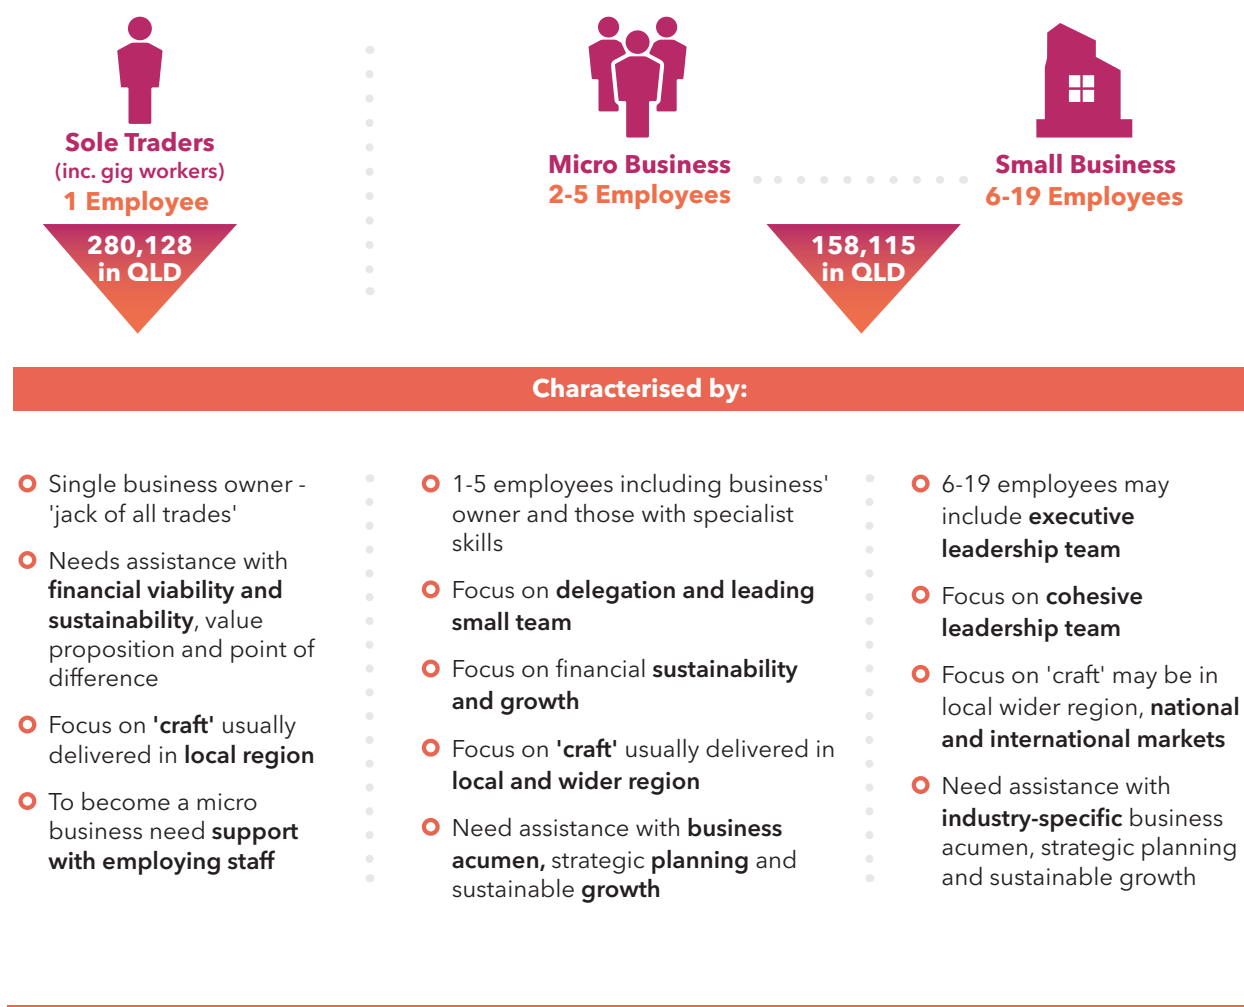 Sole Traders
(inc. gig workers)
1 Employee
280,128
in QLD
Micro Business
2-5 Employees
Small Business
6-19 Employees
158,115
in QLD
Characterised by:
Single business owner -
'jack of all trades'
Needs assistance with
financial viability and
sustainability, value
proposition and point of
difference
Focus on 'craft' usually
delivered in local region
To become a micro
business need support
with employing staff
1-5 employees including business'
owner and those with specialist
skills
Focus on delegation and leading
small team
Focus on financial sustainability
and growth
Focus on 'craft' usually delivered in
local and wider region
Need assistance with business
acumen, strategic planning and
sustainable growth
6-19 employees may
include executive
leadership team
Focus on cohesive
leadership team
Focus on 'craft' may be in
local wider region, national
and international markets
Need assistance with
industry-specific business
acumen, strategic planning
and sustainable growth